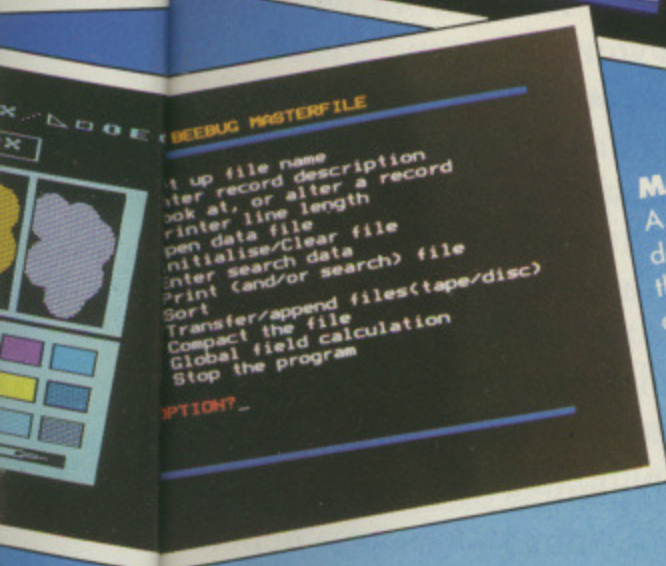 BEEBUG MASTERFILE
t up file name
nter record description
ook at, or alter a record
rinter line length
pen data file
nitialise/Clear file
Enter search data
Print (and/or search) file
Sort
Transfer/append files(tape/disc)
Compact the file
Global field calculation
Stop the program
PTION?_
M
A
d
th